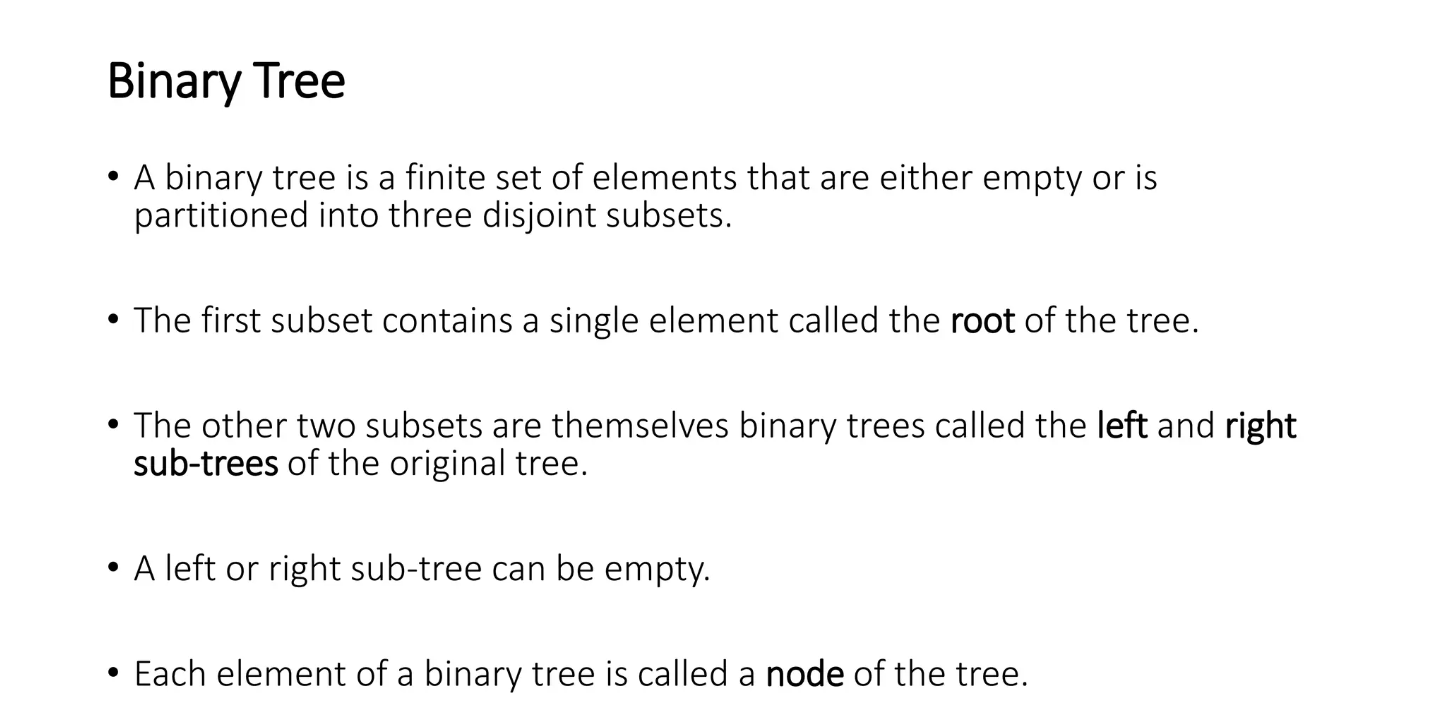 Binary Tree
• A binary tree is a finite set of elements that are either empty or is
partitioned into three disjoint subsets.
• The first subset contains a single element called the root of the tree.
• The other two subsets are themselves binary trees called the left and right
sub-trees of the original tree.
• A left or right sub-tree can be empty.
• Each element of a binary tree is called a node of the tree.